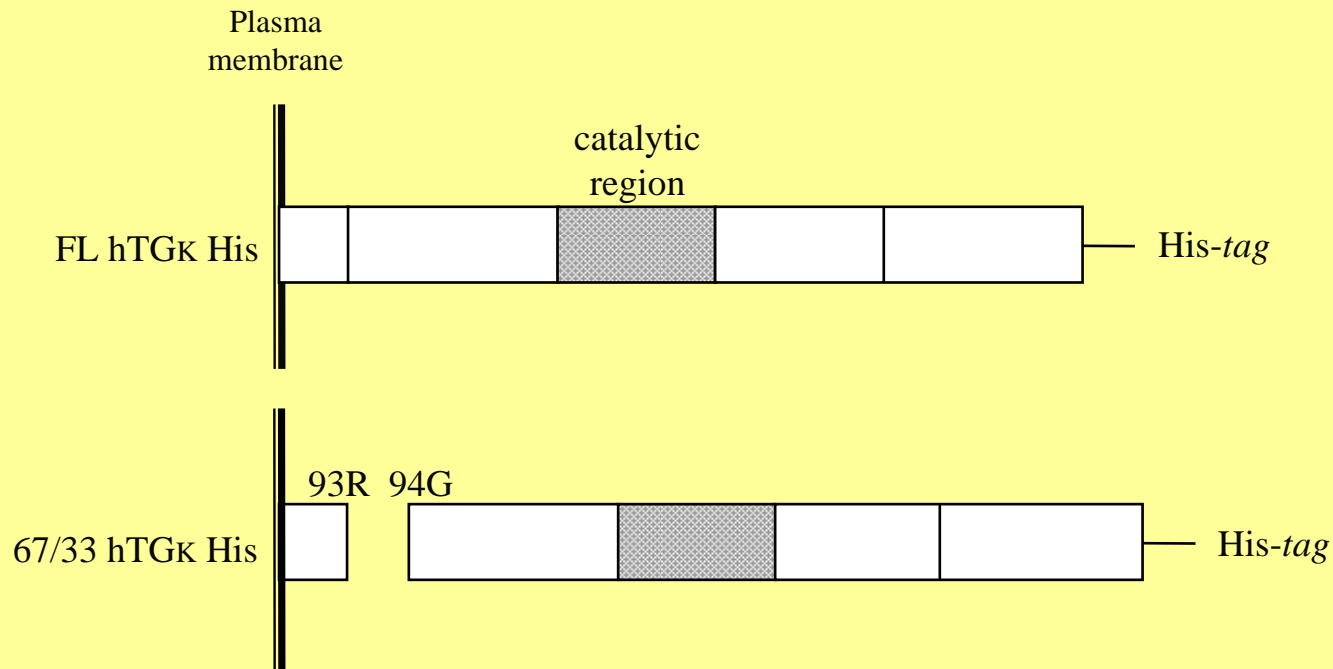 Plasma
membrane
catalytic
region
FL hTGK His
His-tag
93R 94G
67/33 hTGK His
His-tag